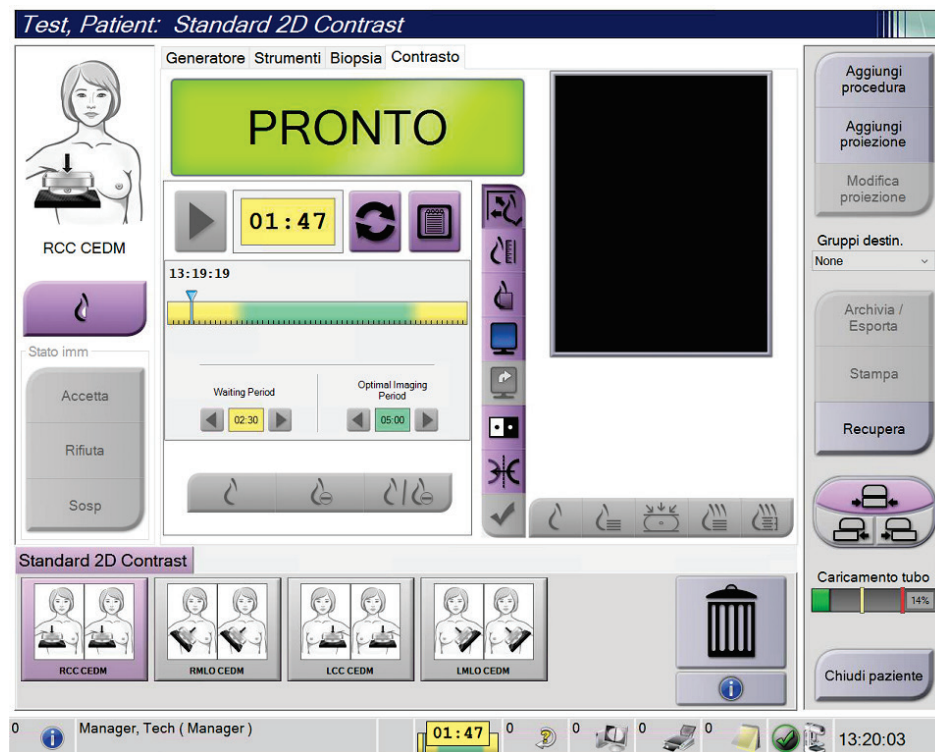 Test, Patient: Standard 2D Contrast
Generatore Strumenti Biopsia Contrasto
PRONTO
RCC CEDM
01:47
13:19:19
Waiting Period
Optimal Imaging
Period
02:30
05:00
Stato imm
Accetta
Rifiuta
Sosp
Aggiungi
procedura
Aggiungi
proiezione
Modifica
proiezione
Gruppi destin.
None
Archivia /
Esporta
Stampa
Recupera
Caricamento tubo
14%
Chiudi paziente
Standard 2D Contrast
RCC CEDM
RMLO CEDM
LCC CEDM
LMLO CEDM
0 Manager, Tech ( Manager ) 01:47 0 0 0 0 13:20:03